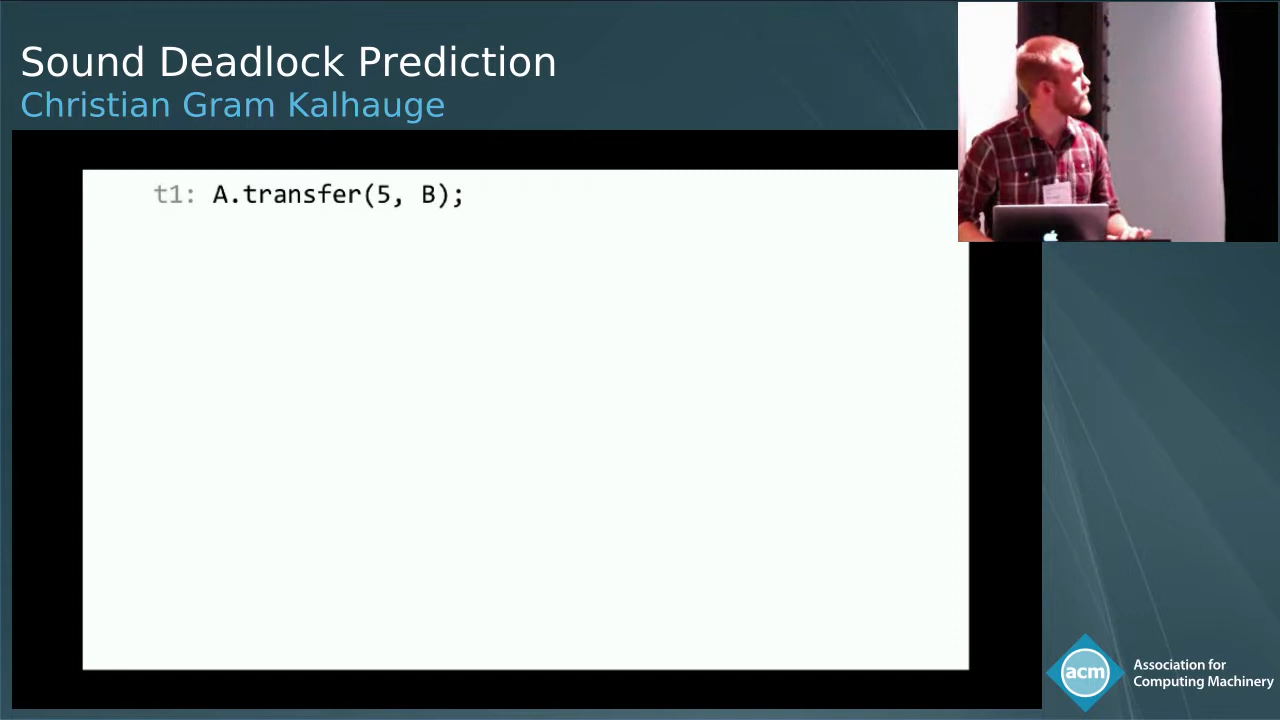 Sound Deadlock Prediction
Christian Gram Kalhauge
t1: A.transfer(5, B);
acm
Association for
Computing Machinery